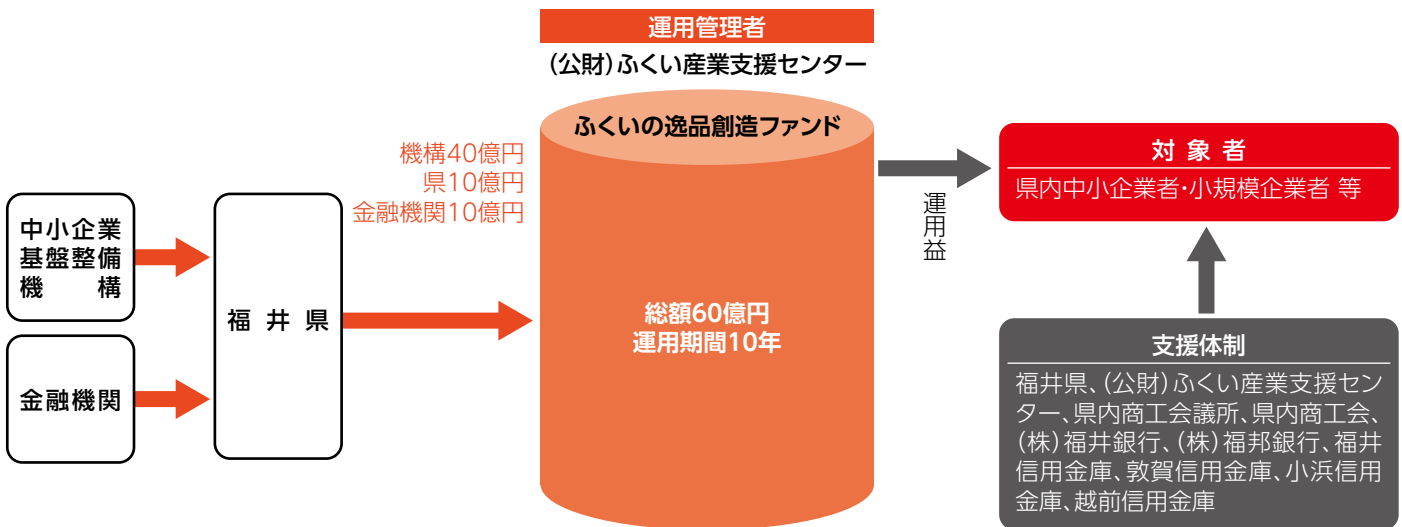 運用管理者
(公財)ふくい産業支援センター
ふくいの逸品創造ファンド
機構40億円
県10億円
金融機関10億円
中小企業
基盤整備
機構
金融機関
福井県
総額60億円
運用期間10年
運用益
対象者
県内中小企業者・小規模企業者 等
支援体制
福井県、(公財)ふくい産業支援セン
ター、県内商工会議所、県内商工会、
(株)福井銀行、(株)福邦銀行、福井
信用金庫、敦賀信用金庫、小浜信用
金庫、越前信用金庫